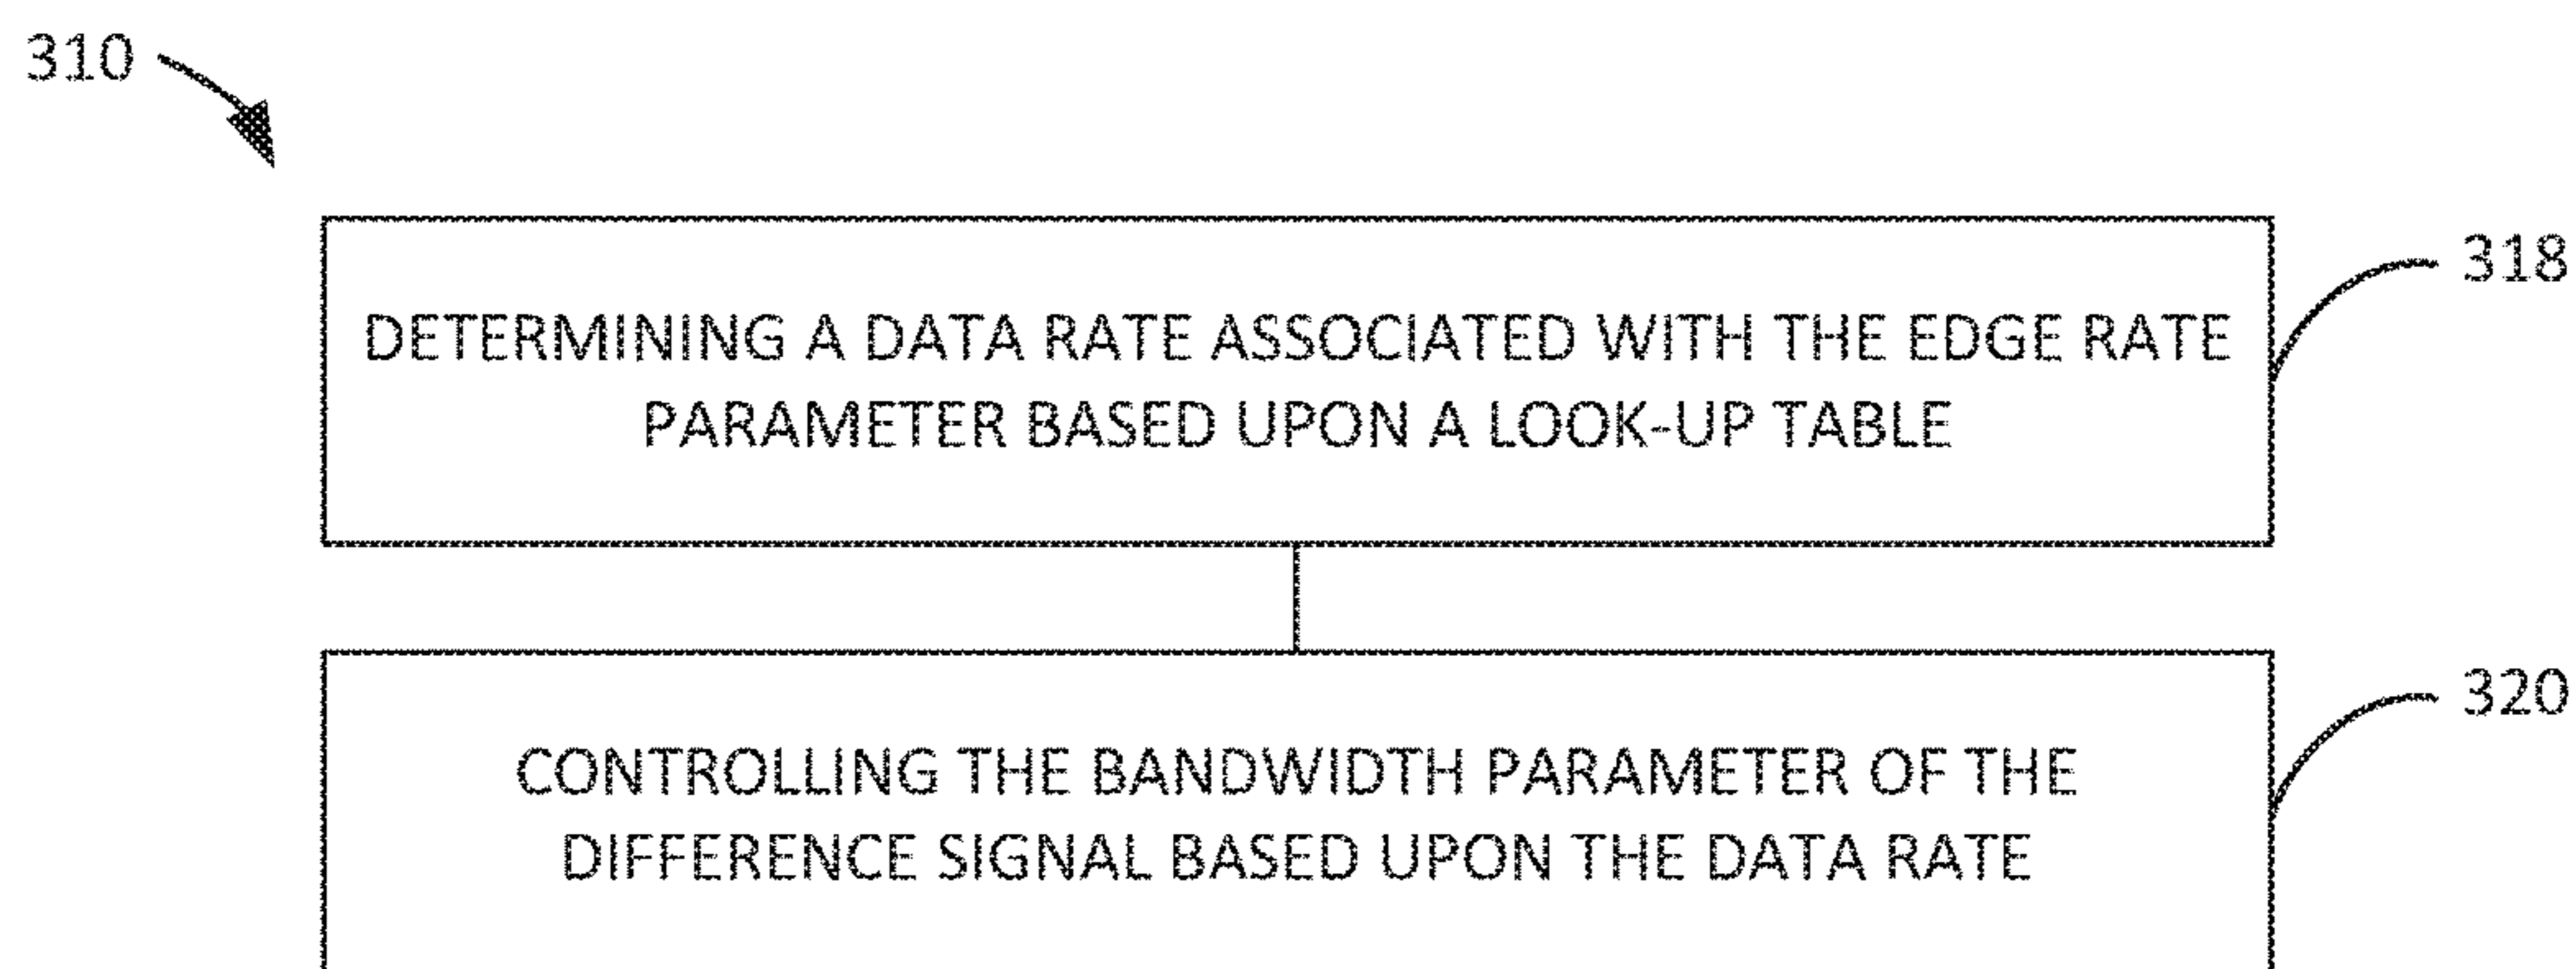 310
318
DETERMINING A DATA RATE ASSOCIATED WITH THE EDGE RATE
PARAMETER BASED UPON A LOOK-UP TABLE
320
CONTROLLING THE BANDWIDTH PARAMETER OF THE
DIFFERENCE SIGNAL BASED UPON THE DATA RATE